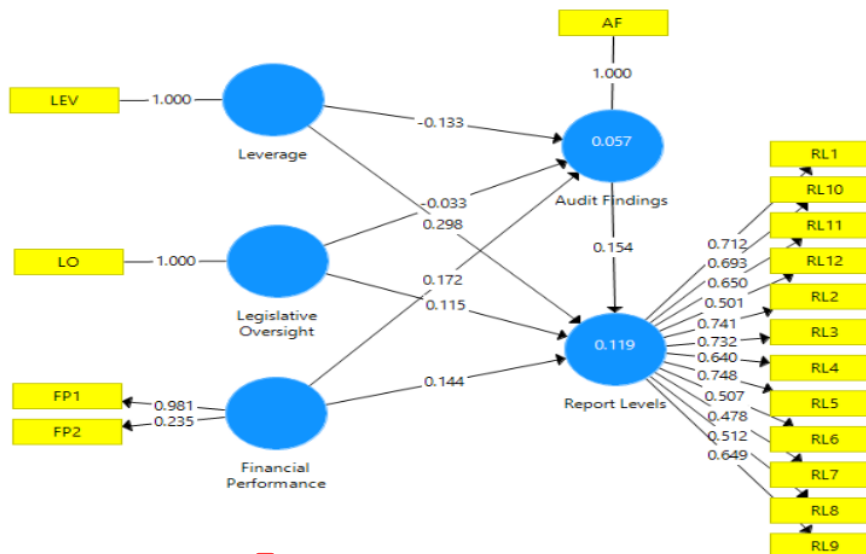 AF
1.000
LEV
1.000
Leverage
-0.133
0.057
Audit Findings
-0.033
0.298
0.154
LO
1.000
Legislative
Oversight
0.172
0.115
0.144
0.119
Report Levels
FP1
0.981
FP2
0.235
Financial
Performance
RL1
RL10
RL11
RL12
RL2
RL3
RL4
RL5
RL6
RL7
RL8
RL9
0.712
0.693
0.650
0.501
0.741
0.732
0.640
0.748
0.507
0.478
0.512
0.649